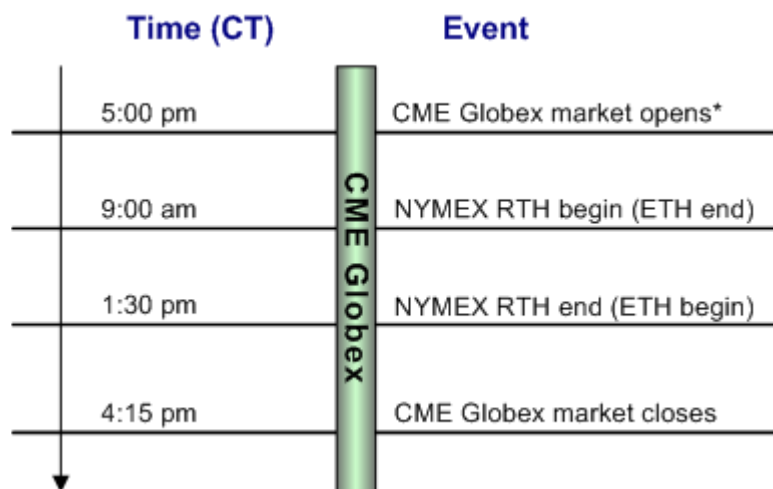 Time (CT) Event
5:00 pm CME Globex market opens*
9:00 am NYMEX RTH begin (ETH end)
CME Globex
1:30 pm NYMEX RTH end (ETH begin)
4:15 pm CME Globex market closes